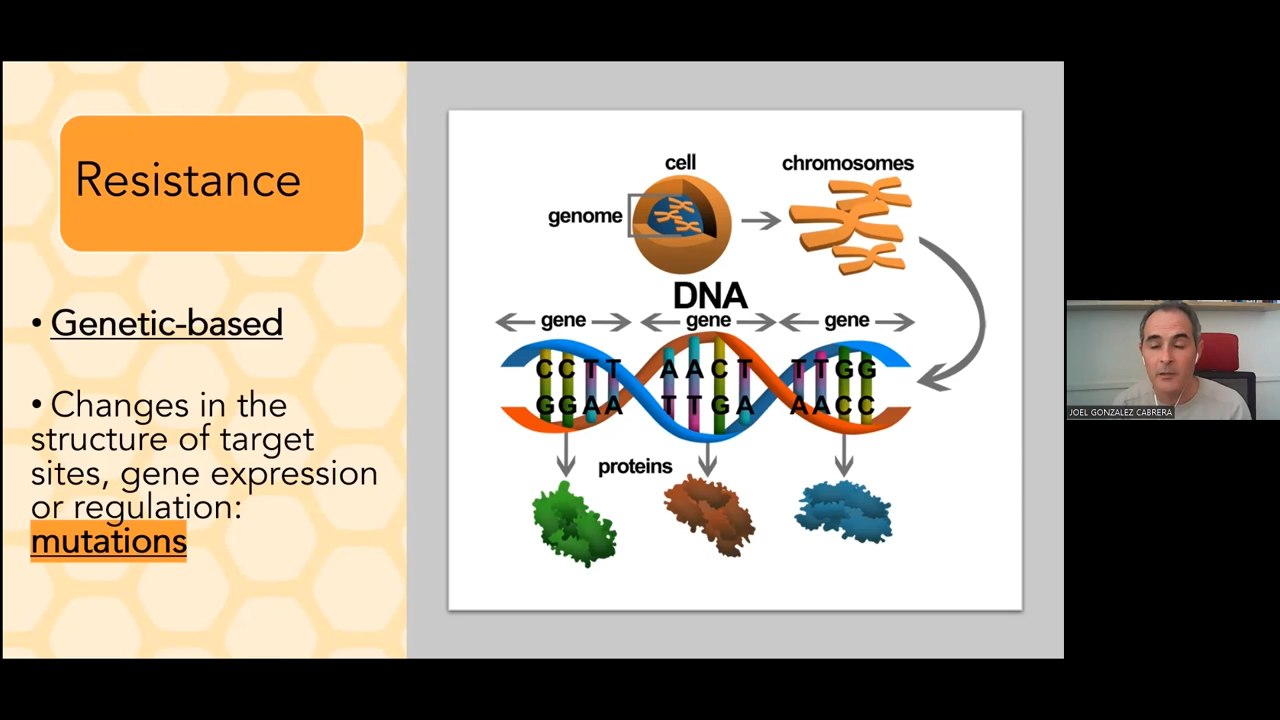 Resistance
• Genetic-based
• Changes in the
structure of target
sites, gene expression
or regulation:
mutations
cell
chromosomes
genome
DNA
gene gene gene
CCTT AACT TTGG
GGAA TTGA AACC
proteins
JOEL GONZALEZ CABRERA